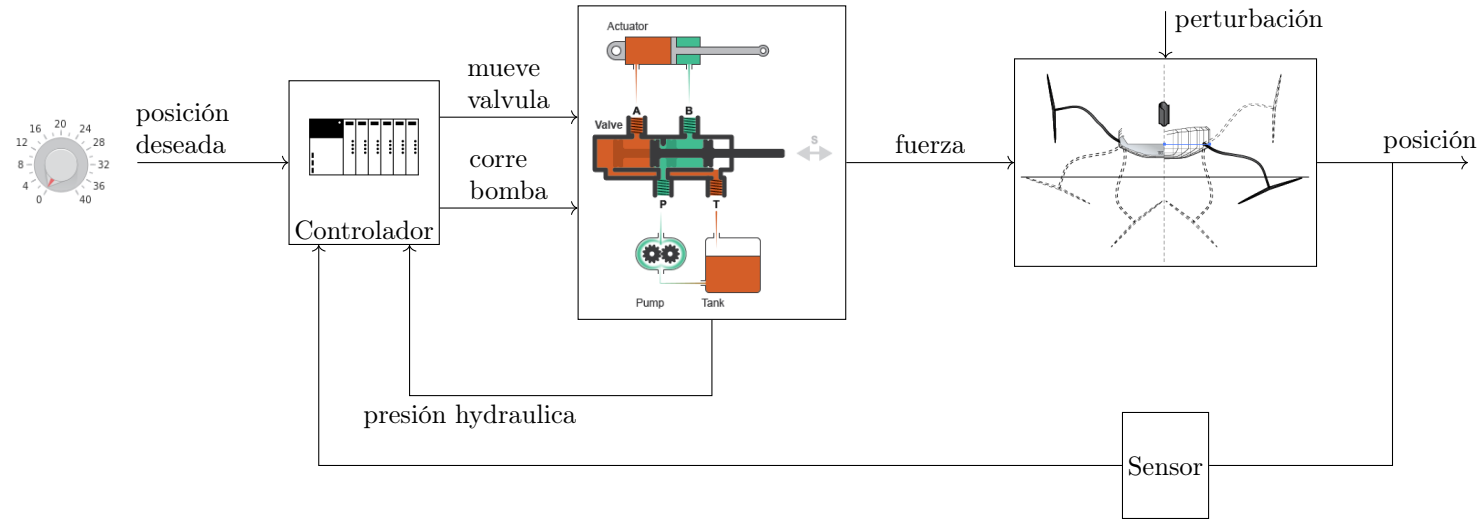 perturbación
Actuator
mueve
valvula
posición
deseada
A
B
Valve
S
20
16
24
12
28
8
32
4
36
0
40
corre
bomba
fuerza
posición
P
T
Controlador
Pump
Tank
presión hydraulica
Sensor